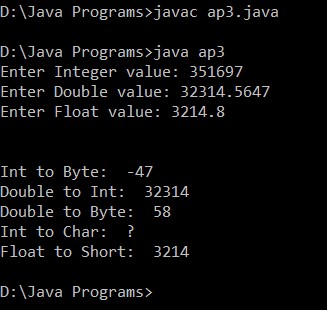 D:\Java Programs>javac ap3.java
D:\Java Programs>java ap3
Enter Integer value: 351697
Enter Double value: 32314.5647
Enter Float value: 3214.8
Int to Byte:  -47
Double to Int:  32314
Double to Byte:  58
Int to Char:  ?
Float to Short:  3214
D:\Java Programs>